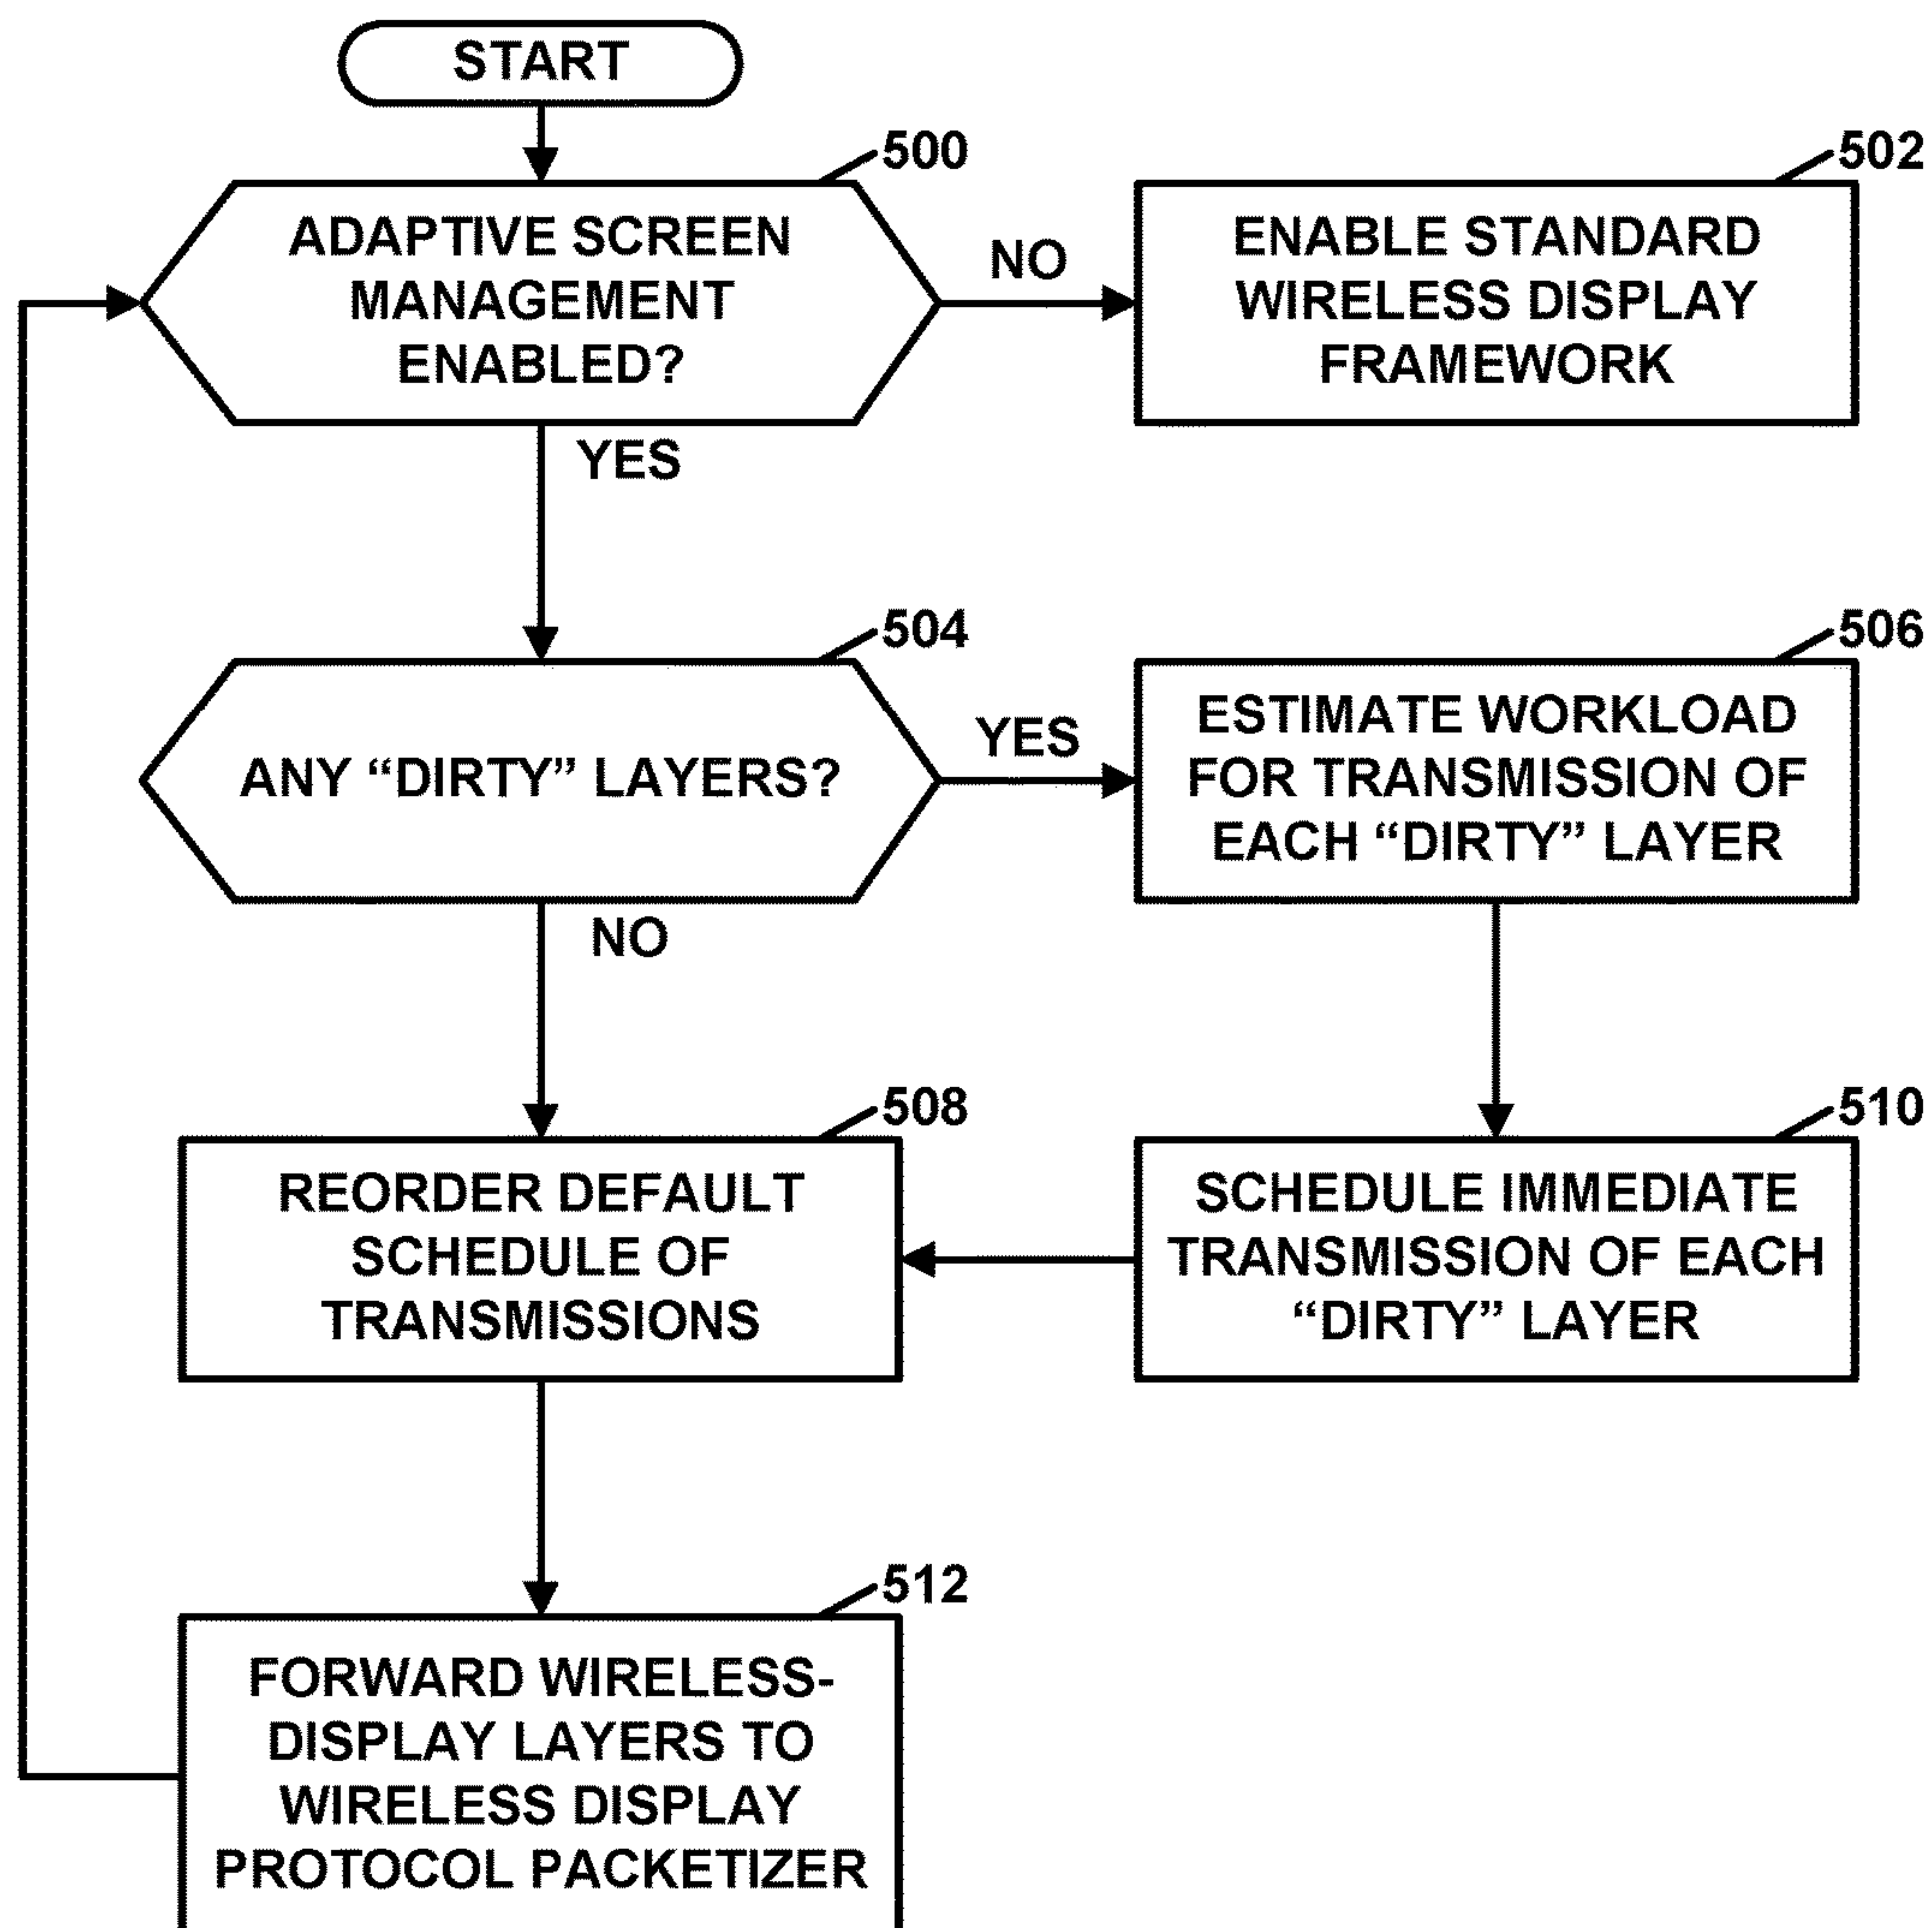 START
500
ADAPTIVE SCREEN
MANAGEMENT
ENABLED?
NO
502
ENABLE STANDARD
WIRELESS DISPLAY
FRAMEWORK
YES
504
ANY “DIRTY” LAYERS?
YES
506
ESTIMATE WORKLOAD
FOR TRANSMISSION OF
EACH “DIRTY” LAYER
NO
508
REORDER DEFAULT
SCHEDULE OF
TRANSMISSIONS
510
SCHEDULE IMMEDIATE
TRANSMISSION OF EACH
“DIRTY” LAYER
512
FORWARD WIRELESS-
DISPLAY LAYERS TO
WIRELESS DISPLAY
PROTOCOL PACKETIZER